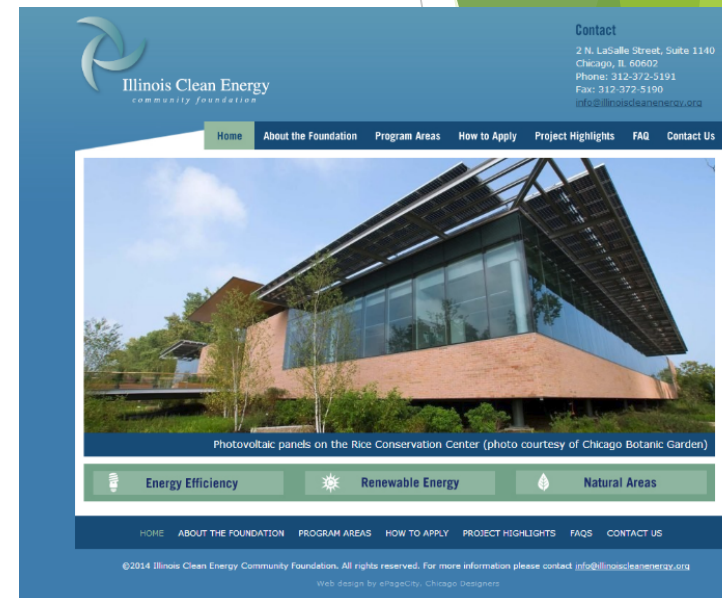 Illinois Clean Energy
community foundation
Contact
2 N. LaSalle Street, Suite 1140
Chicago, IL 60602
Phone: 312-372-5191
Fax: 312-372-5190
info@illinoiscleanenergy.org
Home About the Foundation Program Areas How to Apply Project Highlights FAQ Contact Us
Photovoltaic panels on the Rice Conservation Center (photo courtesy of Chicago Botanic Garden)
Energy Efficiency Renewable Energy Natural Areas
HOME ABOUT THE FOUNDATION PROGRAM AREAS HOW TO APPLY PROJECT HIGHLIGHTS FAQS CONTACT US
©2014 Illinois Clean Energy Community Foundation. All rights reserved. For more information please contact info@illinoiscleanenergy.org
Web design by ePageCity, Chicago Designers